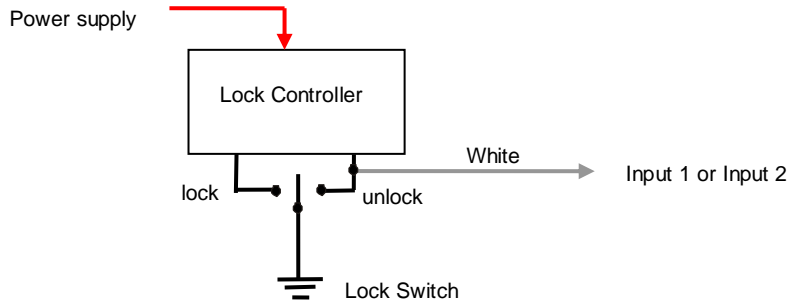 Power supply
Lock Controller
White
Input 1 or Input 2
lock
unlock
Lock Switch